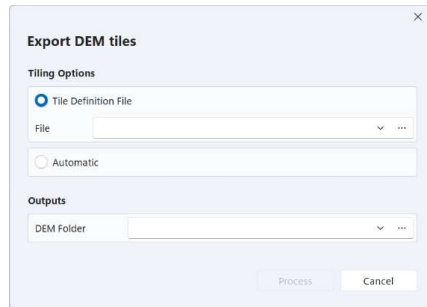 Export DEM tiles
Tiling Options
Tile Definition File
File
Automatic
Outputs
DEM Folder
Process Cancel